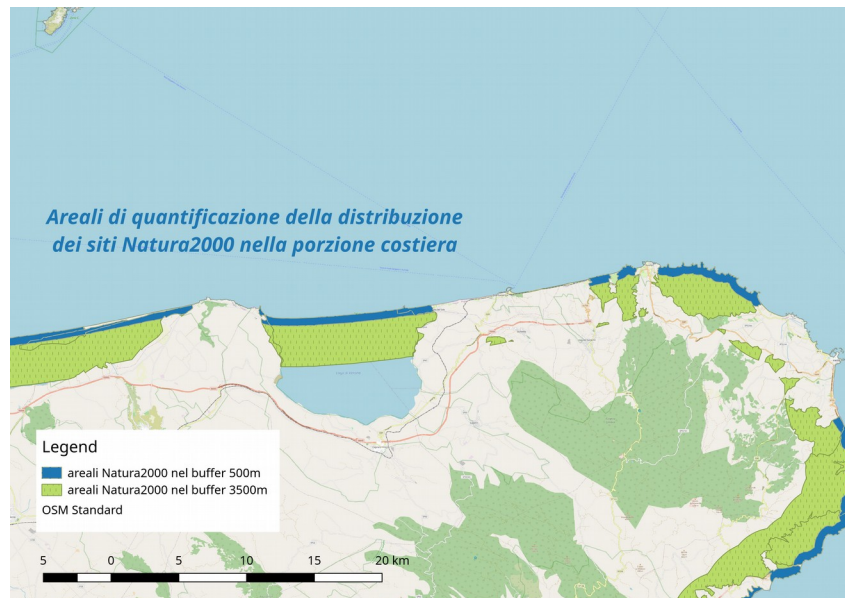 Areali di quantificazione della distribuzione
dei siti Natura2000 nella porzione costiera
Legend
areali Natura2000 nel buffer 500m
areali Natura2000 nel buffer 3500m
OSM Standard
5 0 5 10 15 20 km